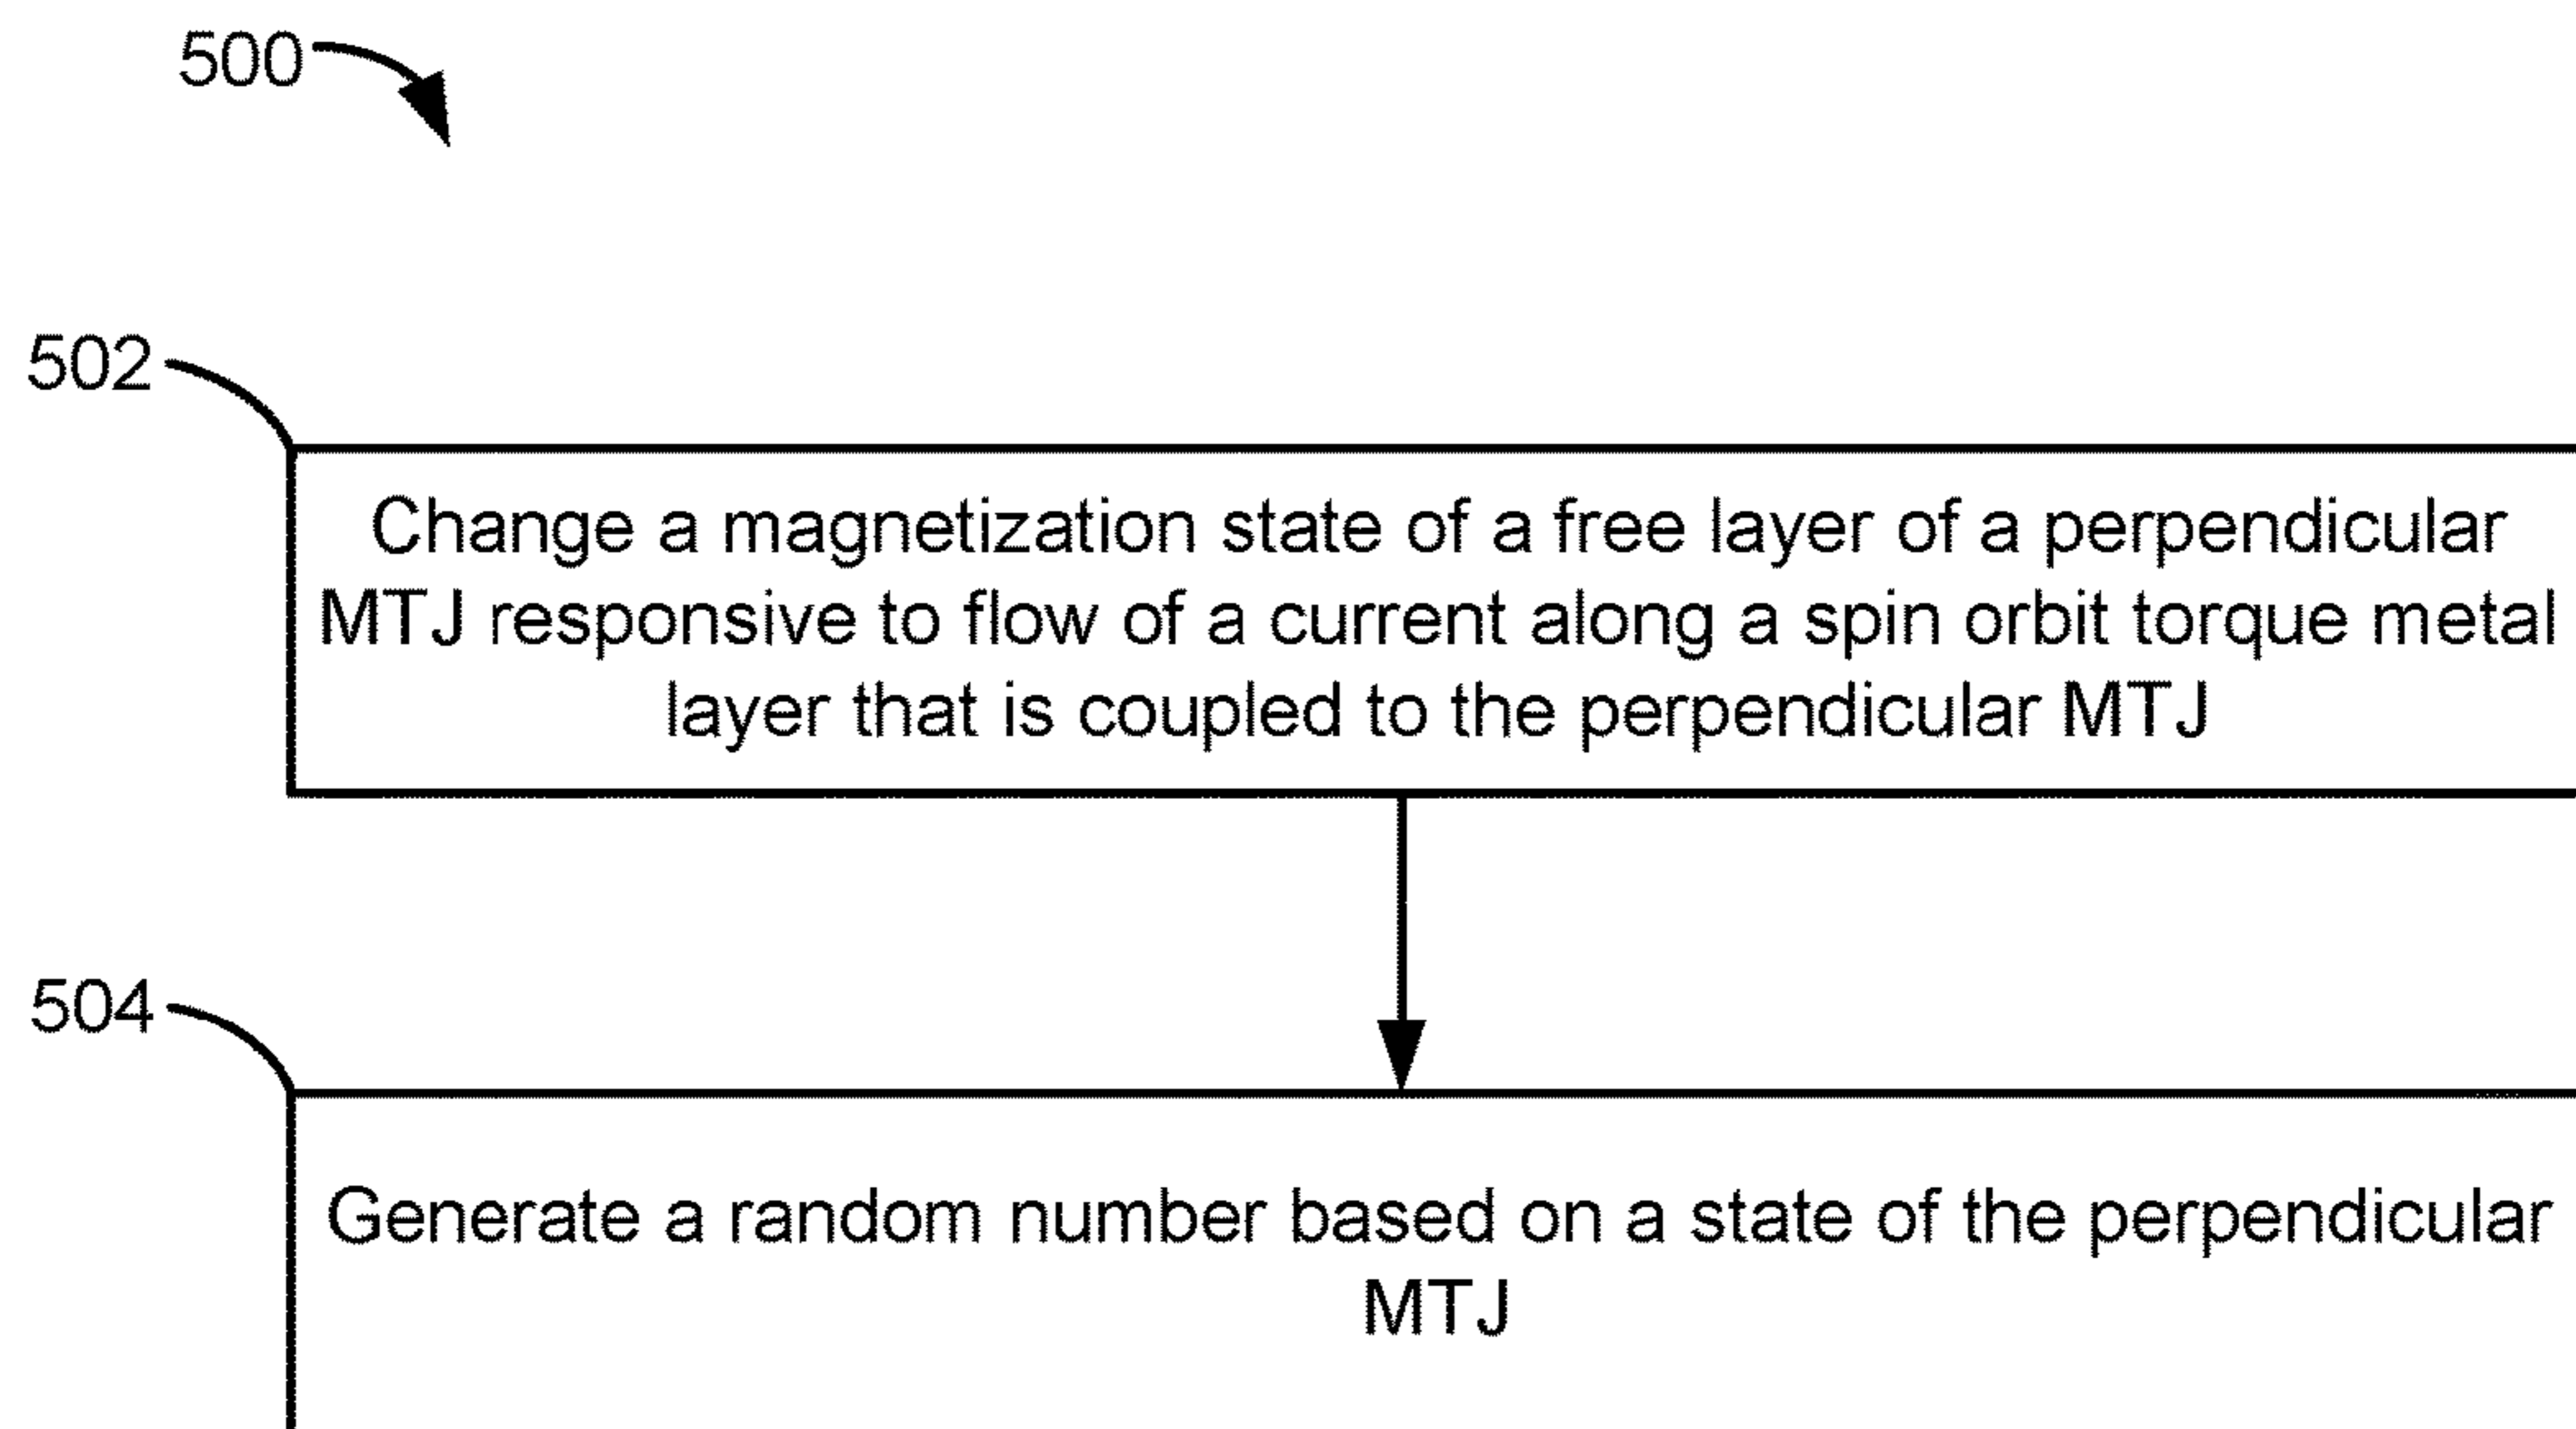 500
502
Change a magnetization state of a free layer of a perpendicular
MTJ responsive to flow of a current along a spin orbit torque metal
layer that is coupled to the perpendicular MTJ
504
Generate a random number based on a state of the perpendicular
MTJ